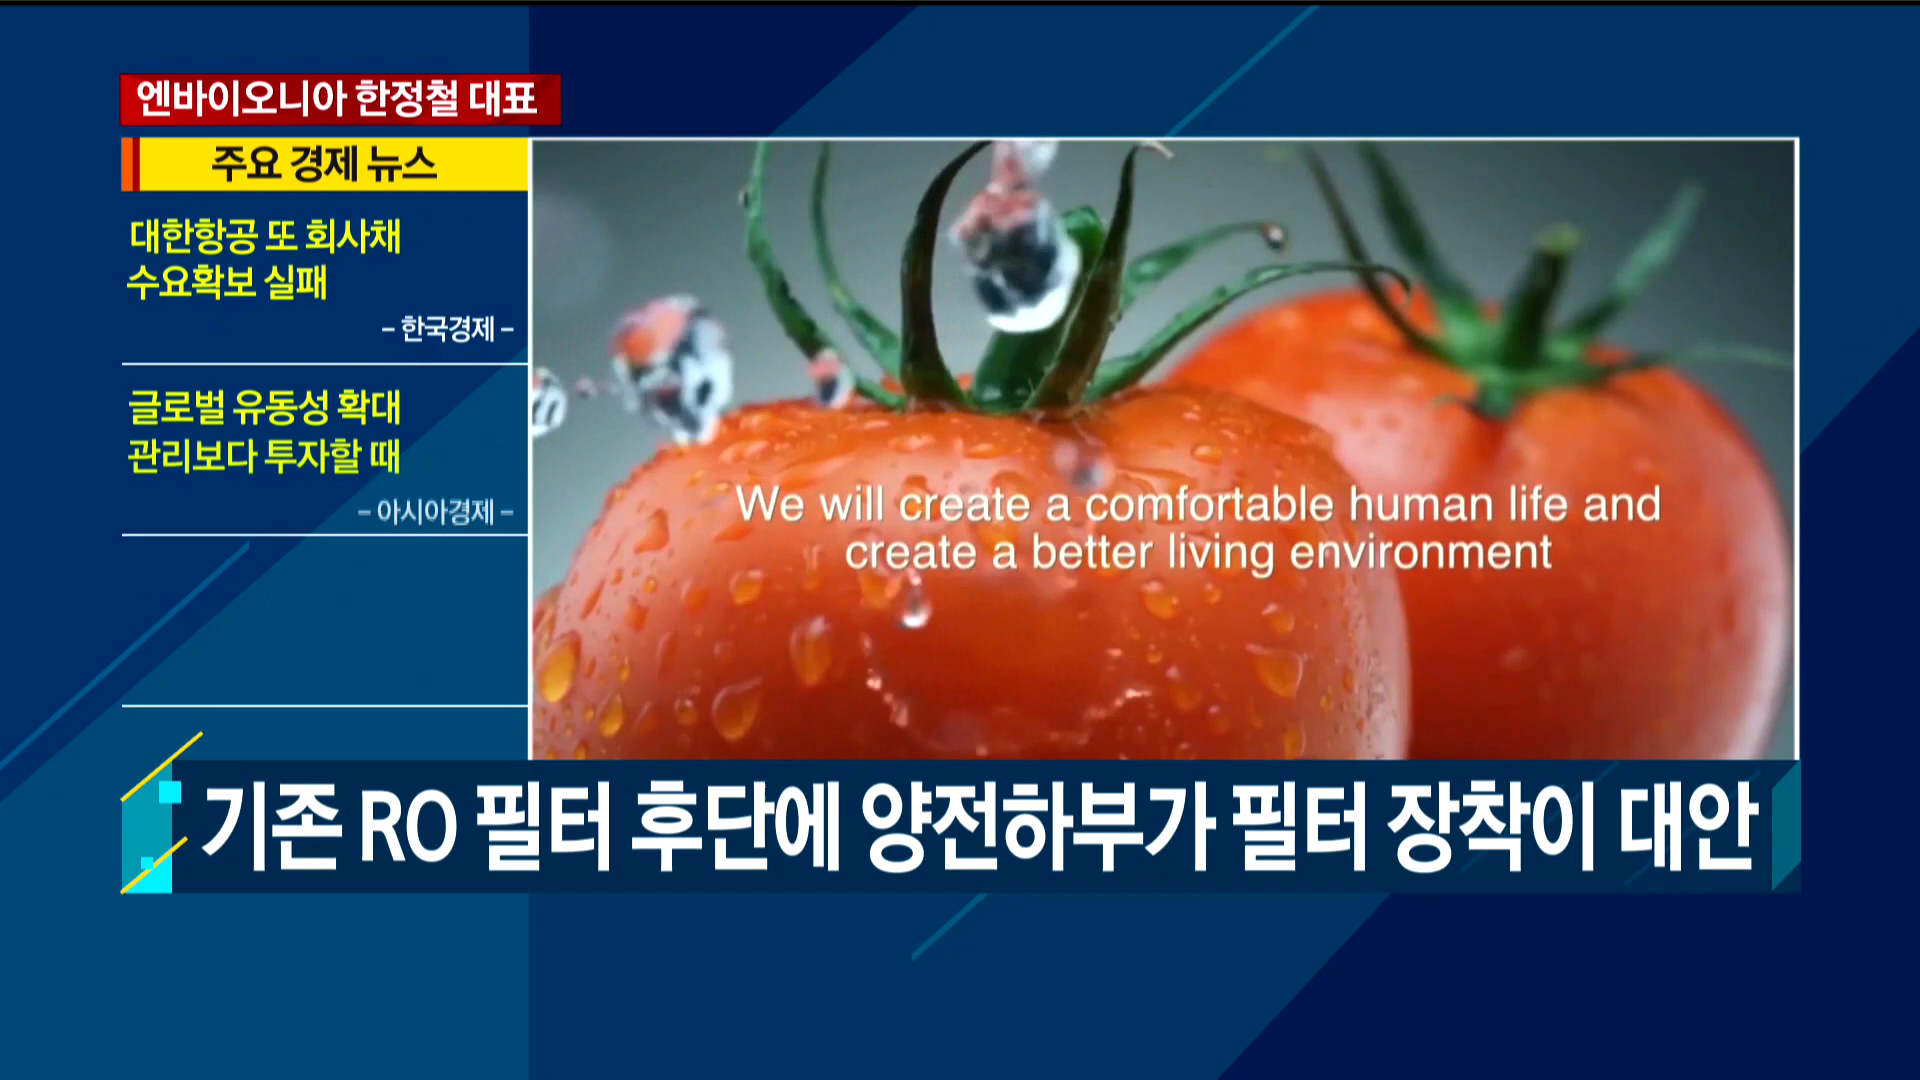 엔바이오니아 한정철 대표
주요 경제 뉴스
대한항공 또 회사채
수요확보 실패
- 한국경제 -
글로벌 유동성 확대
관리보다 투자할 때
- 아시아경제 -
We will create a comfortable human life and
create a better living environment
기존 RO 필터 후단에 양전하부가 필터 장착이 대안